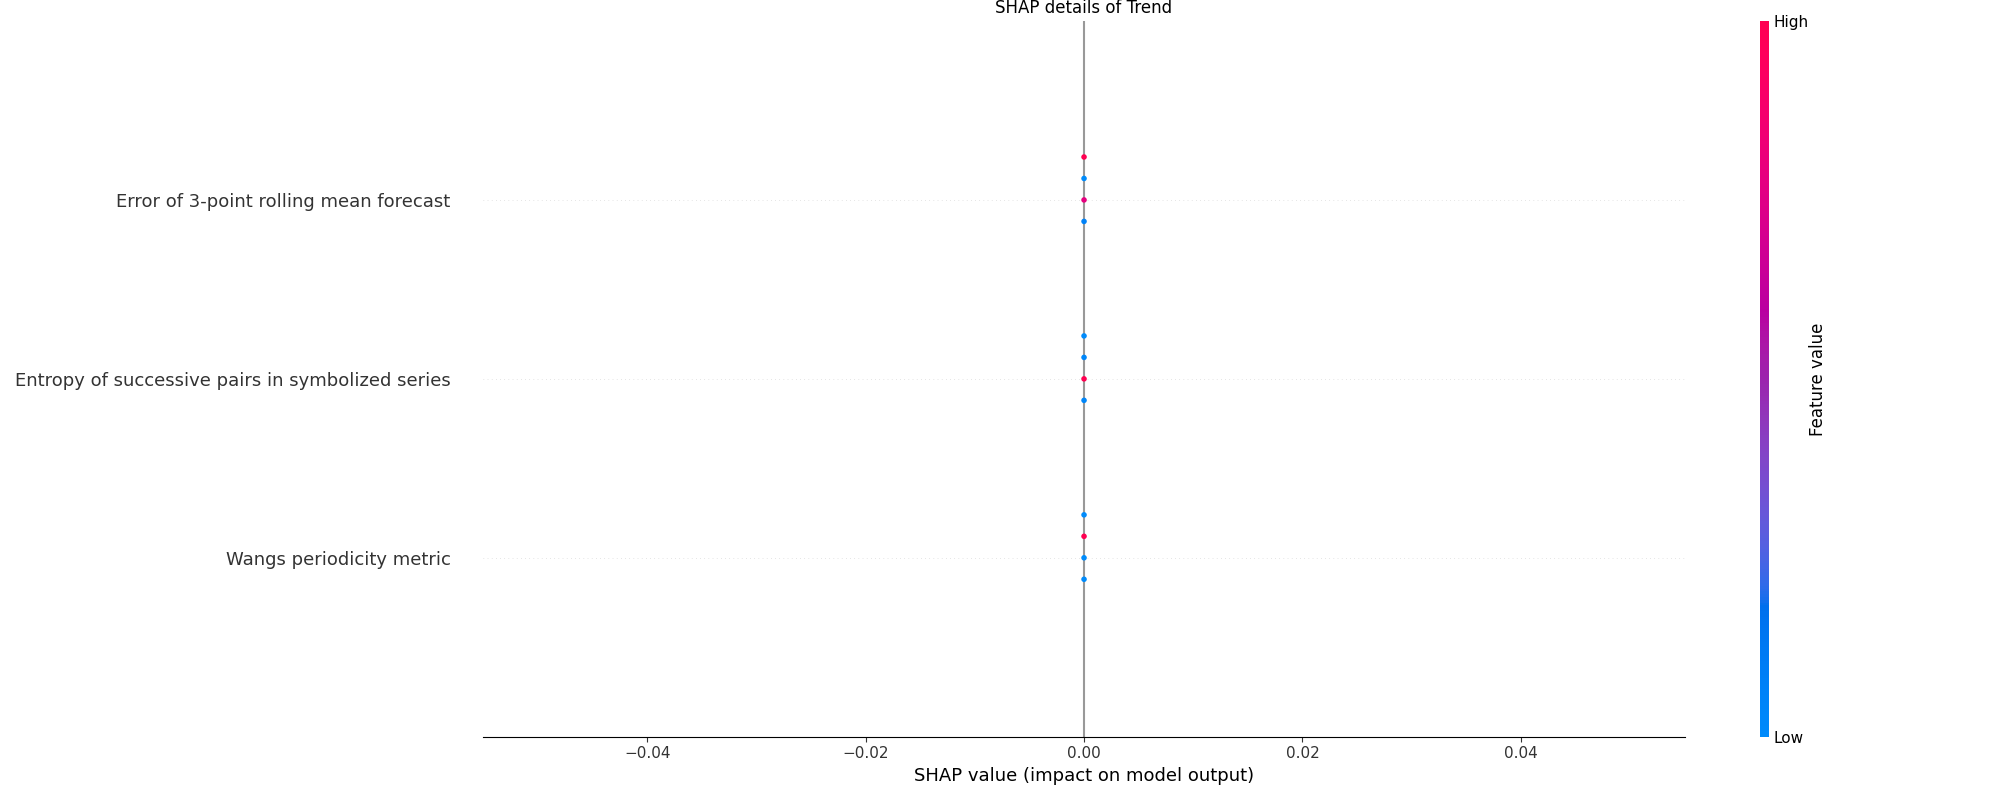 SHAP details of Trend
High
Error of 3-point rolling mean forecast
Entropy of successive pairs in symbolized series
Feature value
Wangs periodicity metric
Low
−0.04
−0.02
0.00
0.02
0.04
SHAP value (impact on model output)